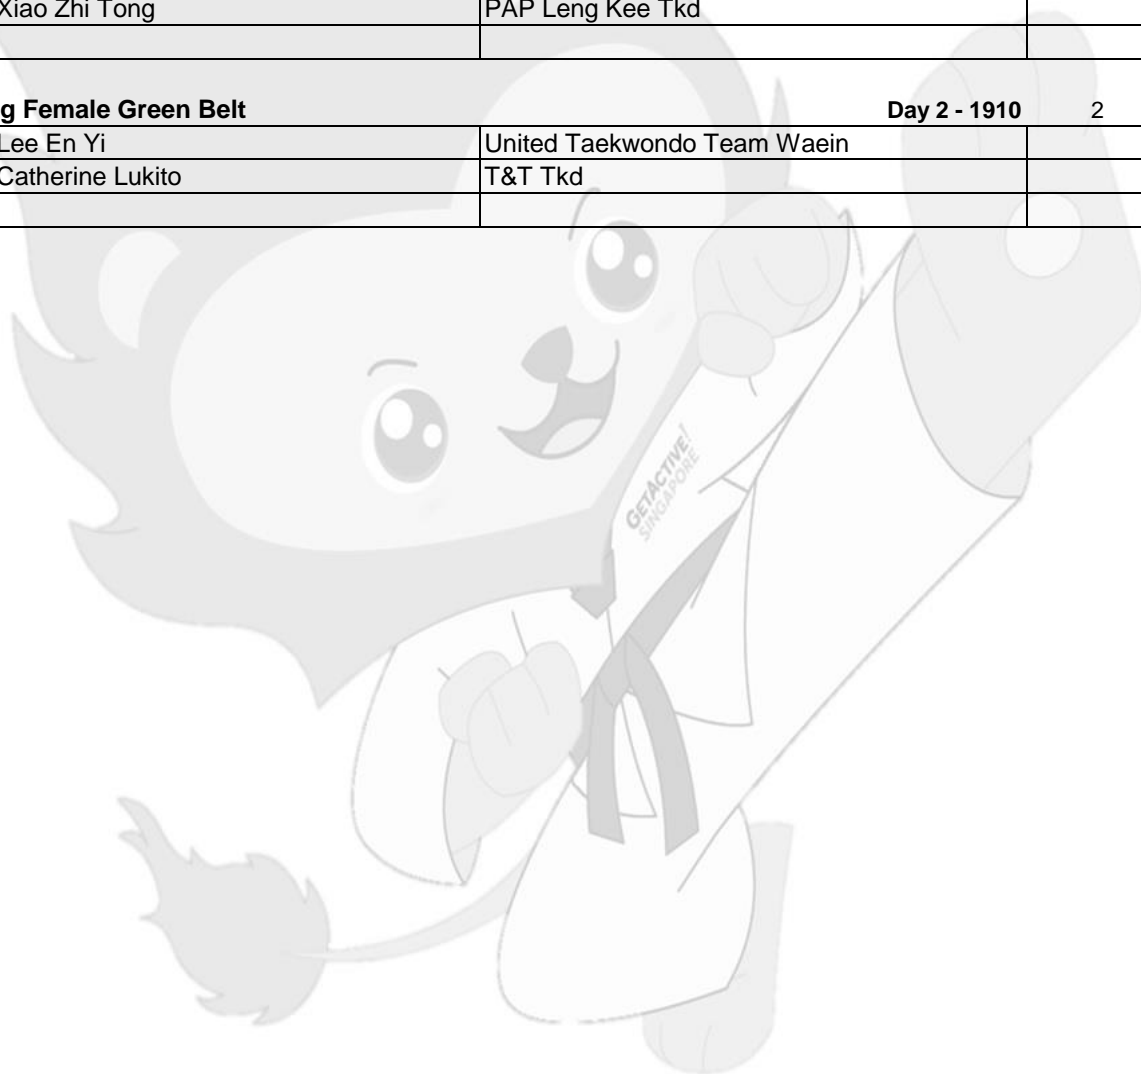 Xiao Zhi Tong PAP Leng Kee Tkd
g Female Green Belt Day 2 - 1910 2
Lee En Yi United Taekwondo Team Waein
Catherine Lukito T&T Tkd
GETACTIVE!
SINGAPORE